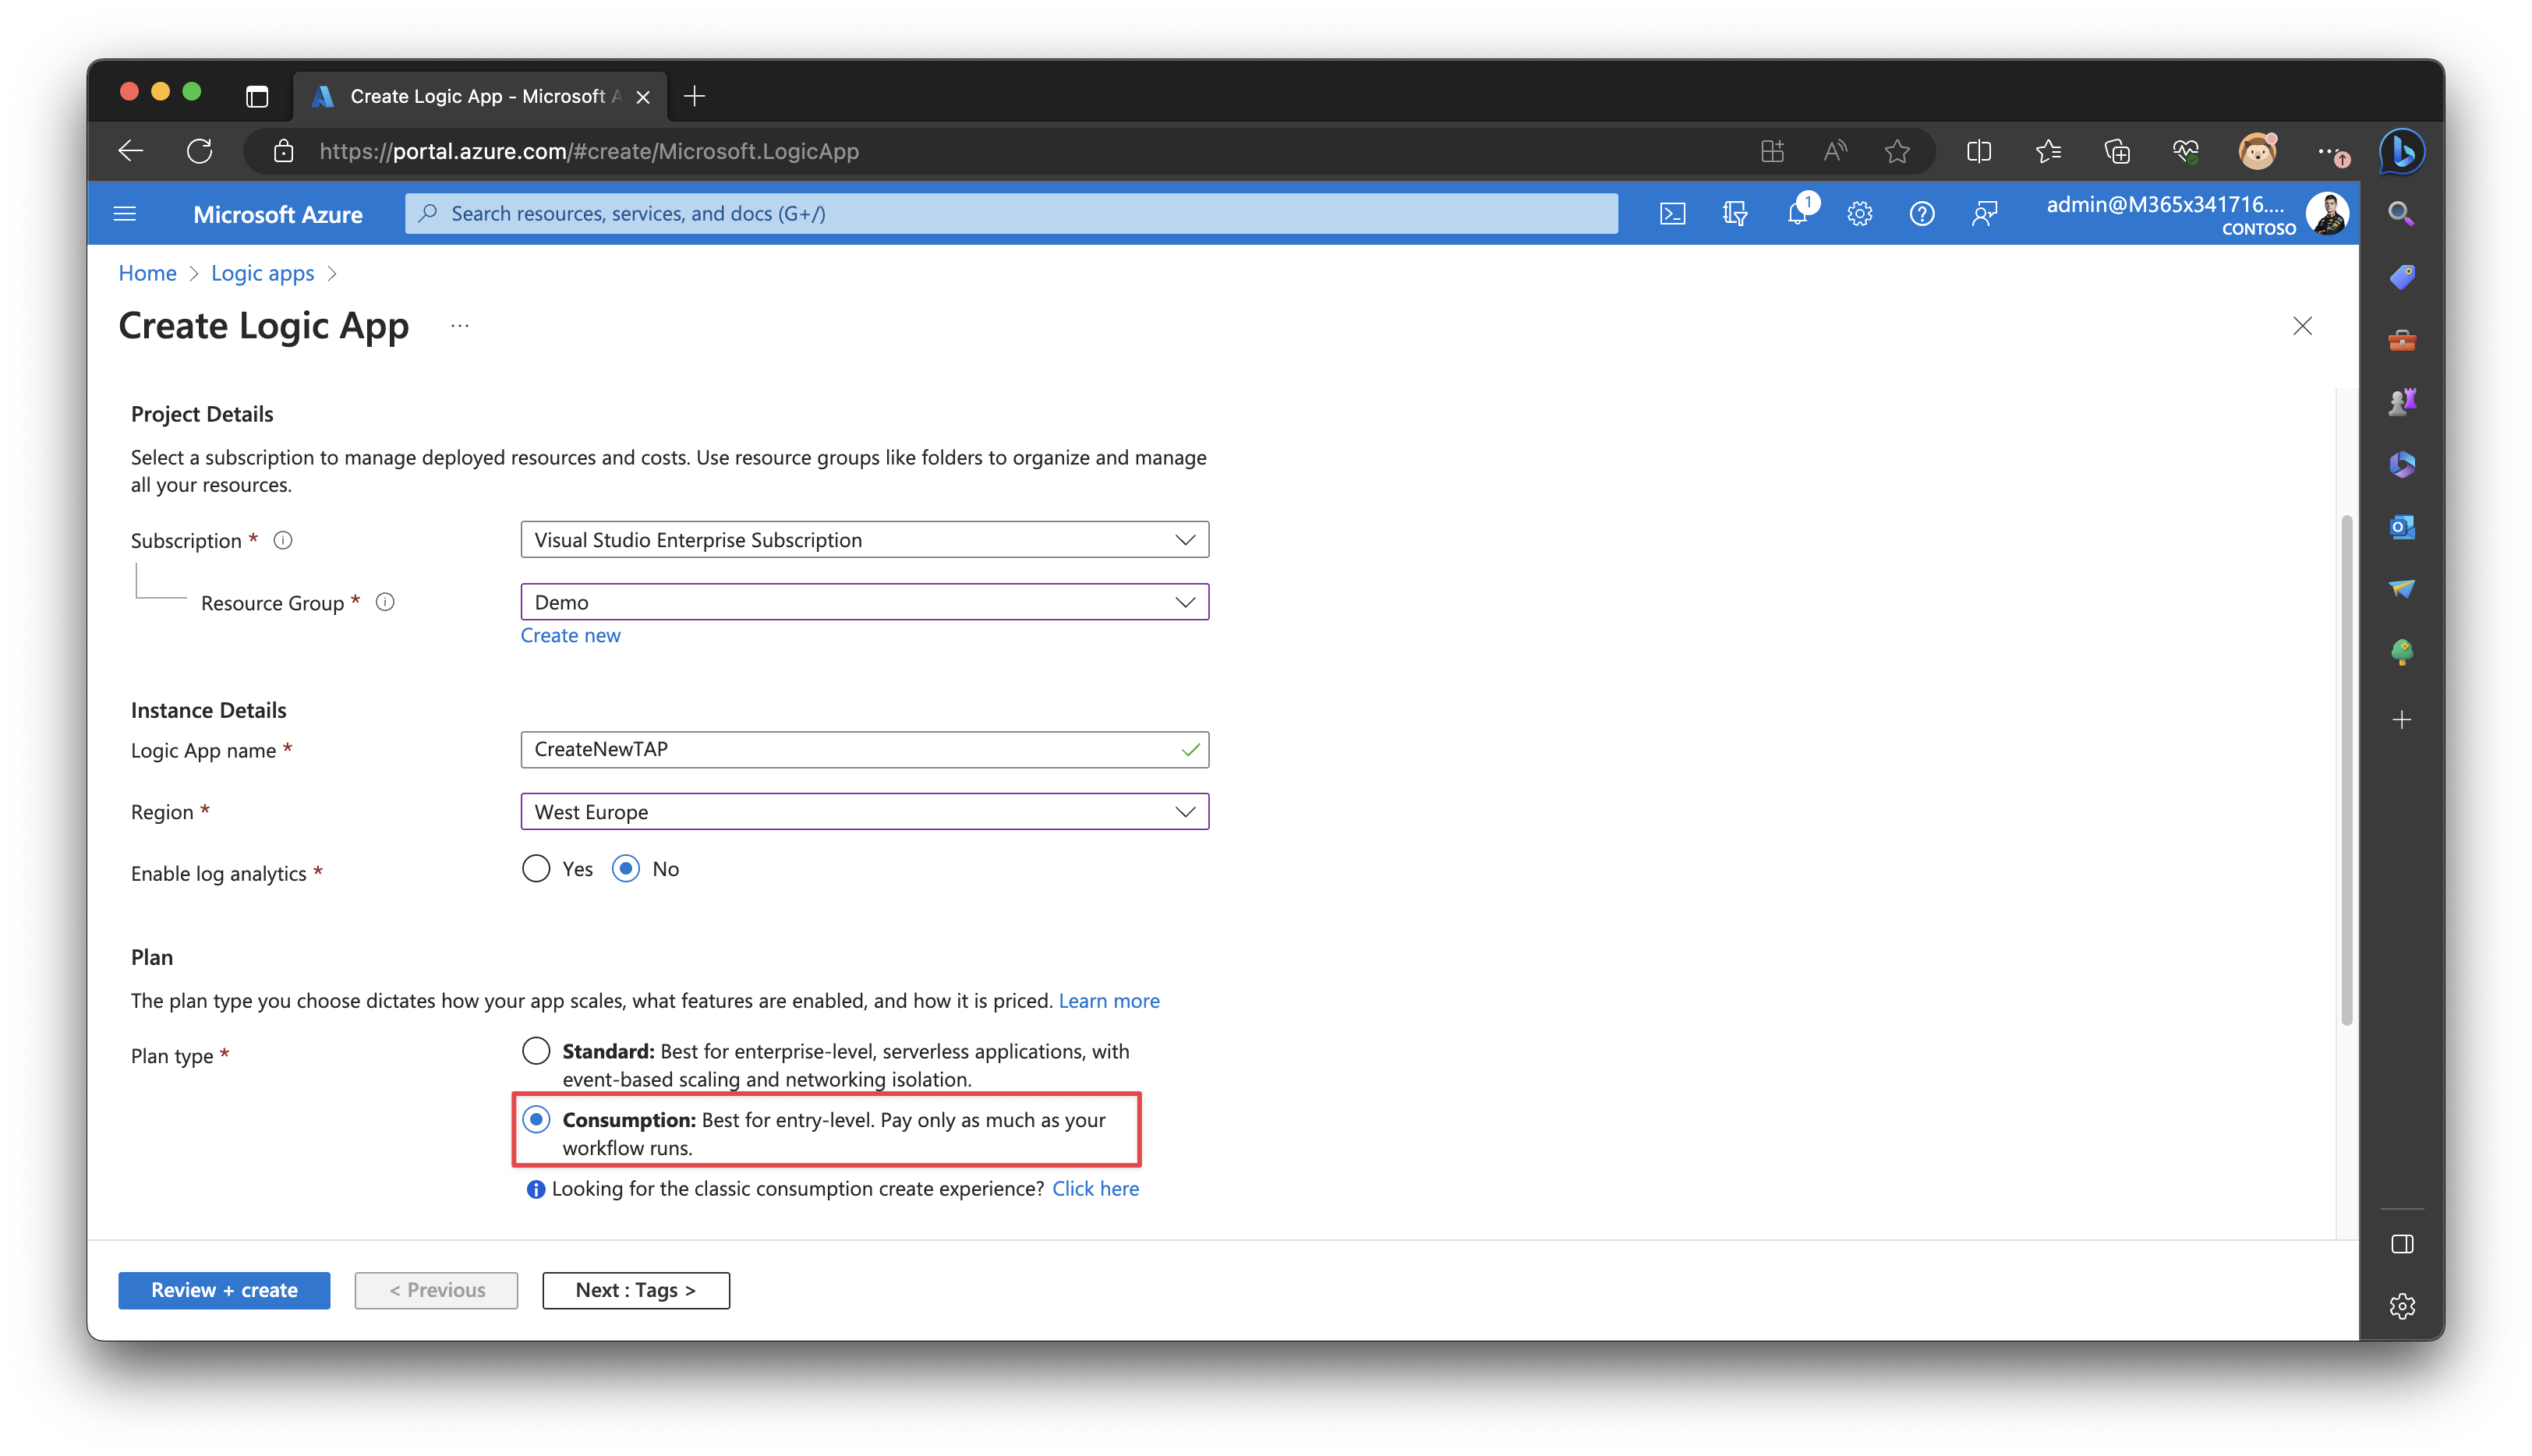 Create Logic App - Microsoft A
https://portal.azure.com/#create/Microsoft.LogicApp
Microsoft Azure
Search resources, services, and docs (G+/)
1
admin@M365x341716....
CONTOSO
Home
Logic apps
Create Logic App
Project Details
Select a subscription to manage deployed resources and costs. Use resource groups like folders to organize and manage
all your resources.
Subscription *
Visual Studio Enterprise Subscription
Resource Group *
Demo
Create new
Instance Details
Logic App name *
CreateNewTAP
Region *
West Europe
Enable log analytics *
Yes
No
Plan
The plan type you choose dictates how your app scales, what features are enabled, and how it is priced. Learn more
Plan type *
Standard: Best for enterprise-level, serverless applications, with
event-based scaling and networking isolation.
Consumption: Best for entry-level. Pay only as much as your
workflow runs.
Looking for the classic consumption create experience? Click here
Review + create
< Previous
Next : Tags >